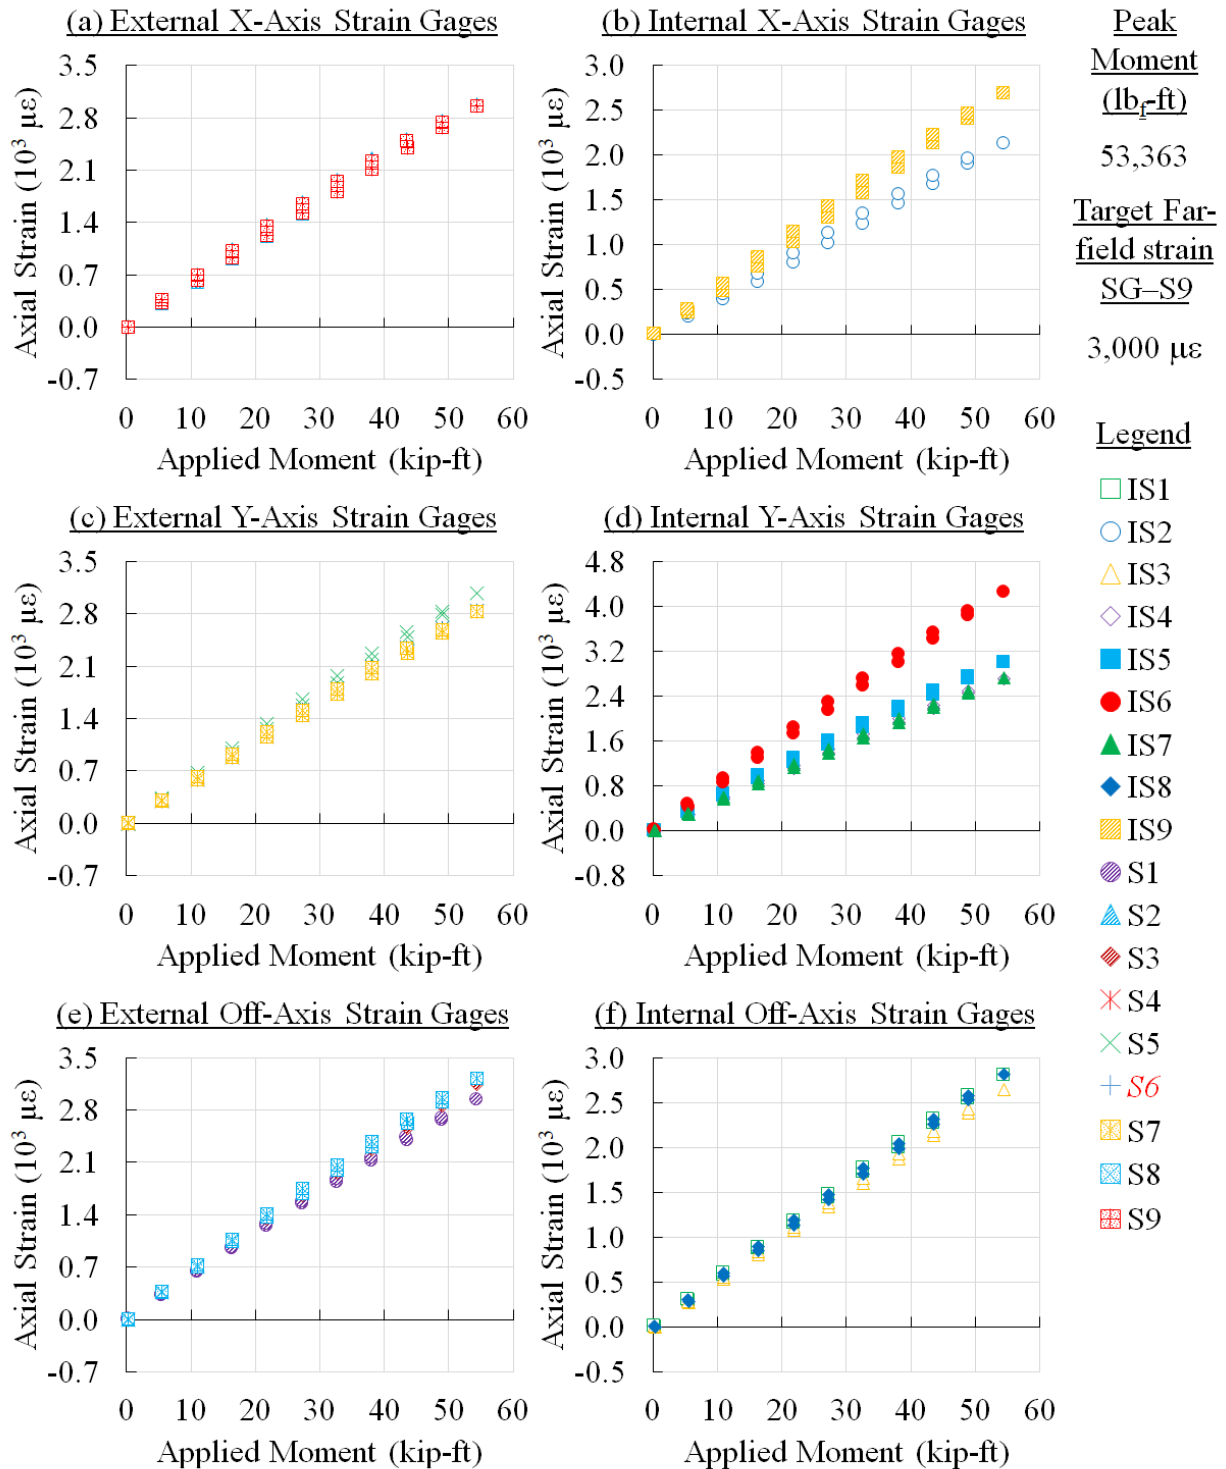 (a) External X-Axis Strain Gages
3.5
2.8
2.1
1.4
0.7
0.0
-0.7
Axial Strain (10³ με)
0 10 20 30 40 50 60
Applied Moment (kip-ft)
(b) Internal X-Axis Strain Gages
3.0
2.5
2.0
1.5
1.0
0.5
0.0
-0.5
Axial Strain (10³ με)
0 10 20 30 40 50 60
Applied Moment (kip-ft)
(c) External Y-Axis Strain Gages
3.5
2.8
2.1
1.4
0.7
0.0
-0.7
Axial Strain (10³ με)
0 10 20 30 40 50 60
Applied Moment (kip-ft)
(d) Internal Y-Axis Strain Gages
4.8
4.0
3.2
2.4
1.6
0.8
0.0
-0.8
Axial Strain (10³ με)
0 10 20 30 40 50 60
Applied Moment (kip-ft)
(e) External Off-Axis Strain Gages
3.5
2.8
2.1
1.4
0.7
0.0
-0.7
Axial Strain (10³ με)
0 10 20 30 40 50 60
Applied Moment (kip-ft)
(f) Internal Off-Axis Strain Gages
3.0
2.5
2.0
1.5
1.0
0.5
0.0
-0.5
Axial Strain (10³ με)
0 10 20 30 40 50 60
Applied Moment (kip-ft)
Peak
Moment
(lbf-ft)
53,363
Target Far-
field strain
SG–S9
3,000 με
Legend
IS1
IS2
IS3
IS4
IS5
IS6
IS7
IS8
IS9
S1
S2
S3
S4
S5
S6
S7
S8
S9